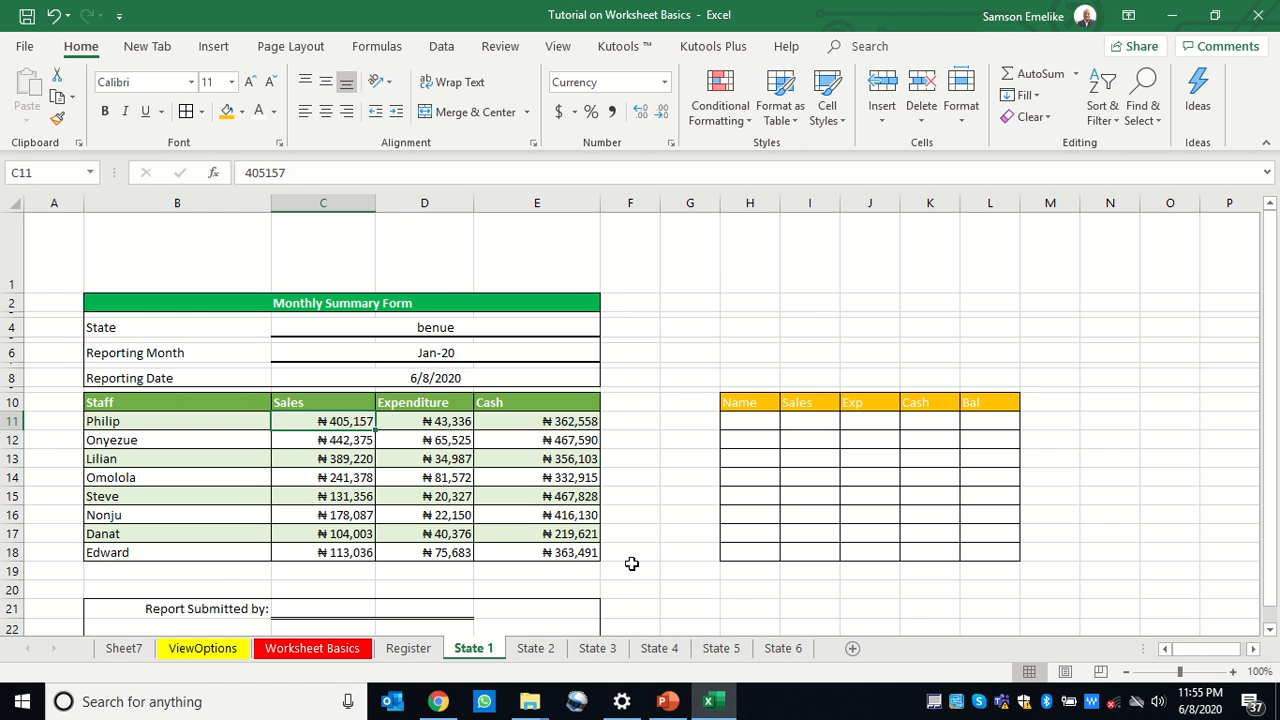 Tutorial on Worksheet Basics - Excel
Samson Emelike
File Home New Tab Insert Page Layout Formulas Data Review View Kutools ™ Kutools Plus Help Search Share Comments
Paste
Clipboard
Calibri 11
B I U
Font
Wrap Text
Merge & Center
Alignment
Currency
$ % ,
Number
Conditional Formatting
Format as Table
Cell Styles
Styles
Insert Delete Format
Cells
AutoSum
Fill
Clear
Sort & Filter
Find & Select
Editing
Ideas
Ideas
C11 fx 405157
A B C D E F G H I J K L M N O P
1
2 Monthly Summary Form
4 State benue
6 Reporting Month Jan-20
8 Reporting Date 6/8/2020
10 Staff Sales Expenditure Cash Name Sales Exp Cash Bal
11 Philip ₦ 405,157 ₦ 43,336 ₦ 362,558
12 Onyezue ₦ 442,375 ₦ 65,525 ₦ 467,590
13 Lilian ₦ 389,220 ₦ 34,987 ₦ 356,103
14 Omolola ₦ 241,378 ₦ 81,572 ₦ 332,915
15 Steve ₦ 131,356 ₦ 20,327 ₦ 467,828
16 Nonju ₦ 178,087 ₦ 22,150 ₦ 416,130
17 Danat ₦ 104,003 ₦ 40,376 ₦ 219,621
18 Edward ₦ 113,036 ₦ 75,683 ₦ 363,491
19
20
21 Report Submitted by:
22
Sheet7 ViewOptions Worksheet Basics Register State 1 State 2 State 3 State 4 State 5 State 6
100%
Search for anything
11:55 PM
6/8/2020
37